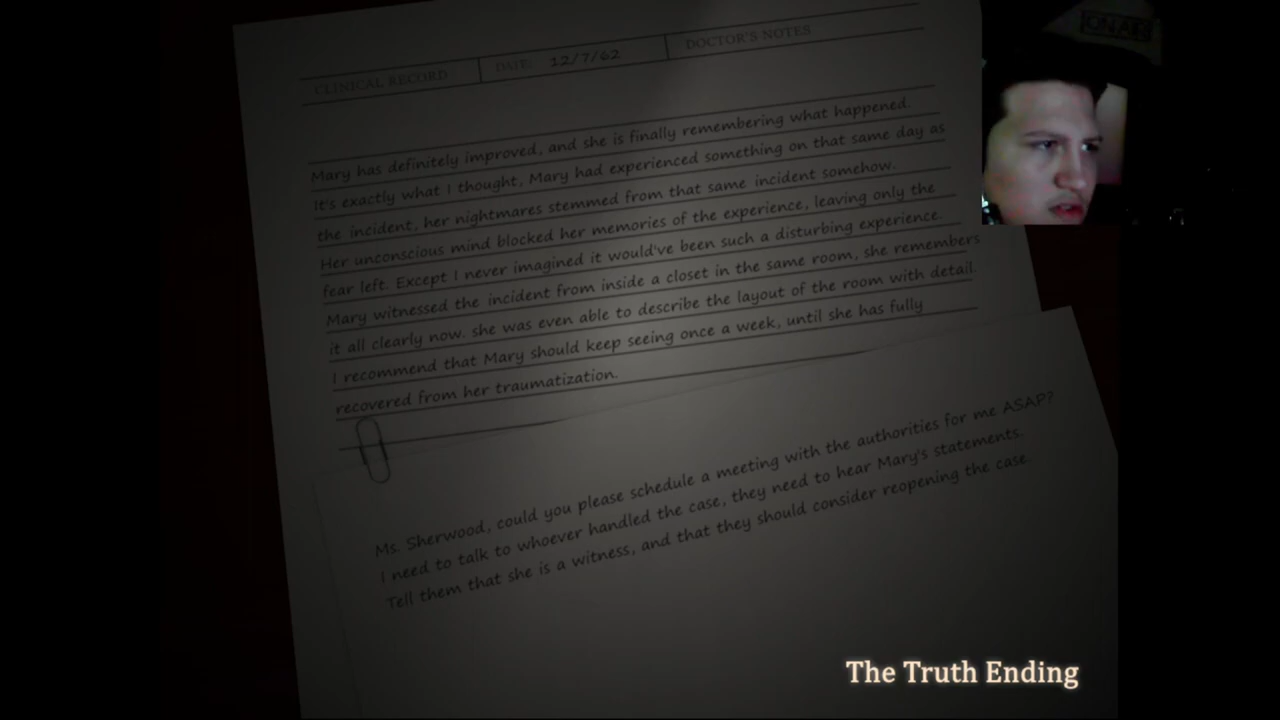 CLINICAL RECORD
DATE: 12/7/62
DOCTOR'S NOTES
Mary has definitely improved, and she is finally remembering what happened.
It's exactly what I thought, Mary had experienced something on that same day as
the incident, her nightmares stemmed from that same incident somehow.
Her unconscious mind blocked her memories of the experience, leaving only the
fear left. Except I never imagined it would've been such a disturbing experience.
Mary witnessed the incident from inside a closet in the same room, she remembers
it all clearly now. she was even able to describe the layout of the room with detail.
I recommend that Mary should keep seeing once a week, until she has fully
recovered from her traumatization.
Ms. Sherwood, could you please schedule a meeting with the authorities for me ASAP?
I need to talk to whoever handled the case, they need to hear Mary's statements.
Tell them that she is a witness, and that they should consider reopening the case.
The Truth Ending